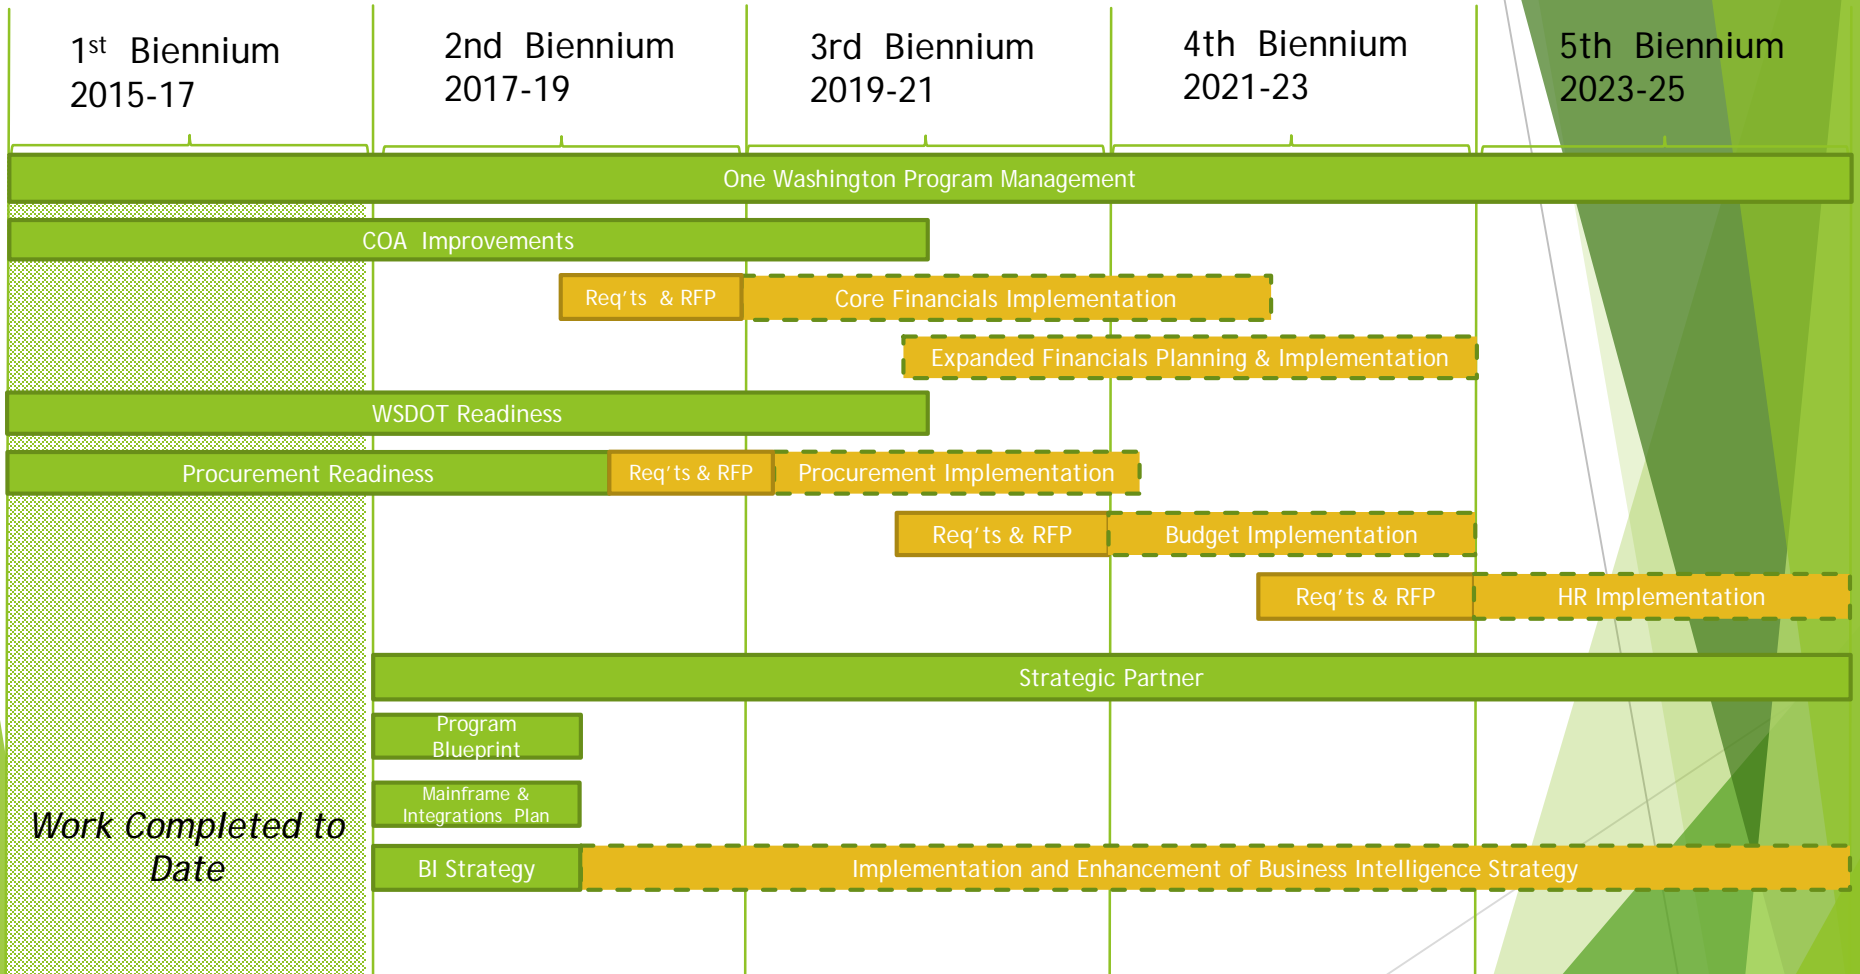 1st Biennium
2015-17
2nd Biennium
2017-19
3rd Biennium
2019-21
4th Biennium
2021-23
5th Biennium
2023-25
One Washington Program Management
COA Improvements
Req'ts & RFP
Core Financials Implementation
Expanded Financials Planning & Implementation
WSDOT Readiness
Procurement Readiness
Req'ts & RFP
Procurement Implementation
Req'ts & RFP
Budget Implementation
Req'ts & RFP
HR Implementation
Strategic Partner
Program
Blueprint
Mainframe &
Integrations Plan
Work Completed to
Date
BI Strategy
Implementation and Enhancement of Business Intelligence Strategy